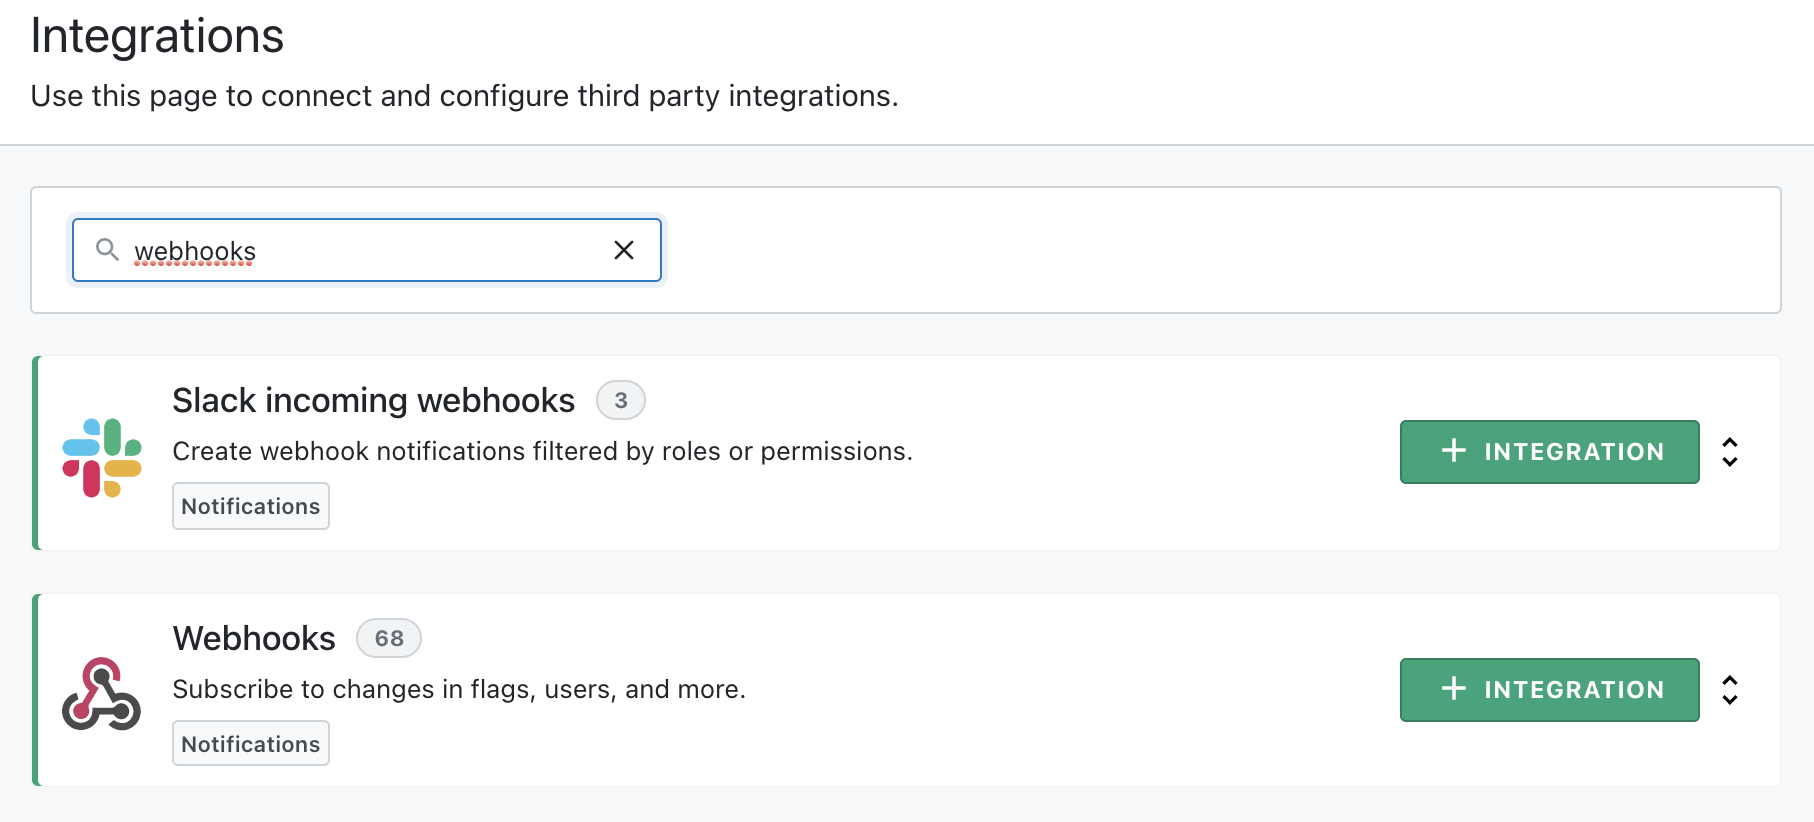 Integrations
Use this page to connect and configure third party integrations.
webhooks
Slack incoming webhooks 3
Create webhook notifications filtered by roles or permissions.
Notifications
+ INTEGRATION
Webhooks 68
Subscribe to changes in flags, users, and more.
Notifications
+ INTEGRATION